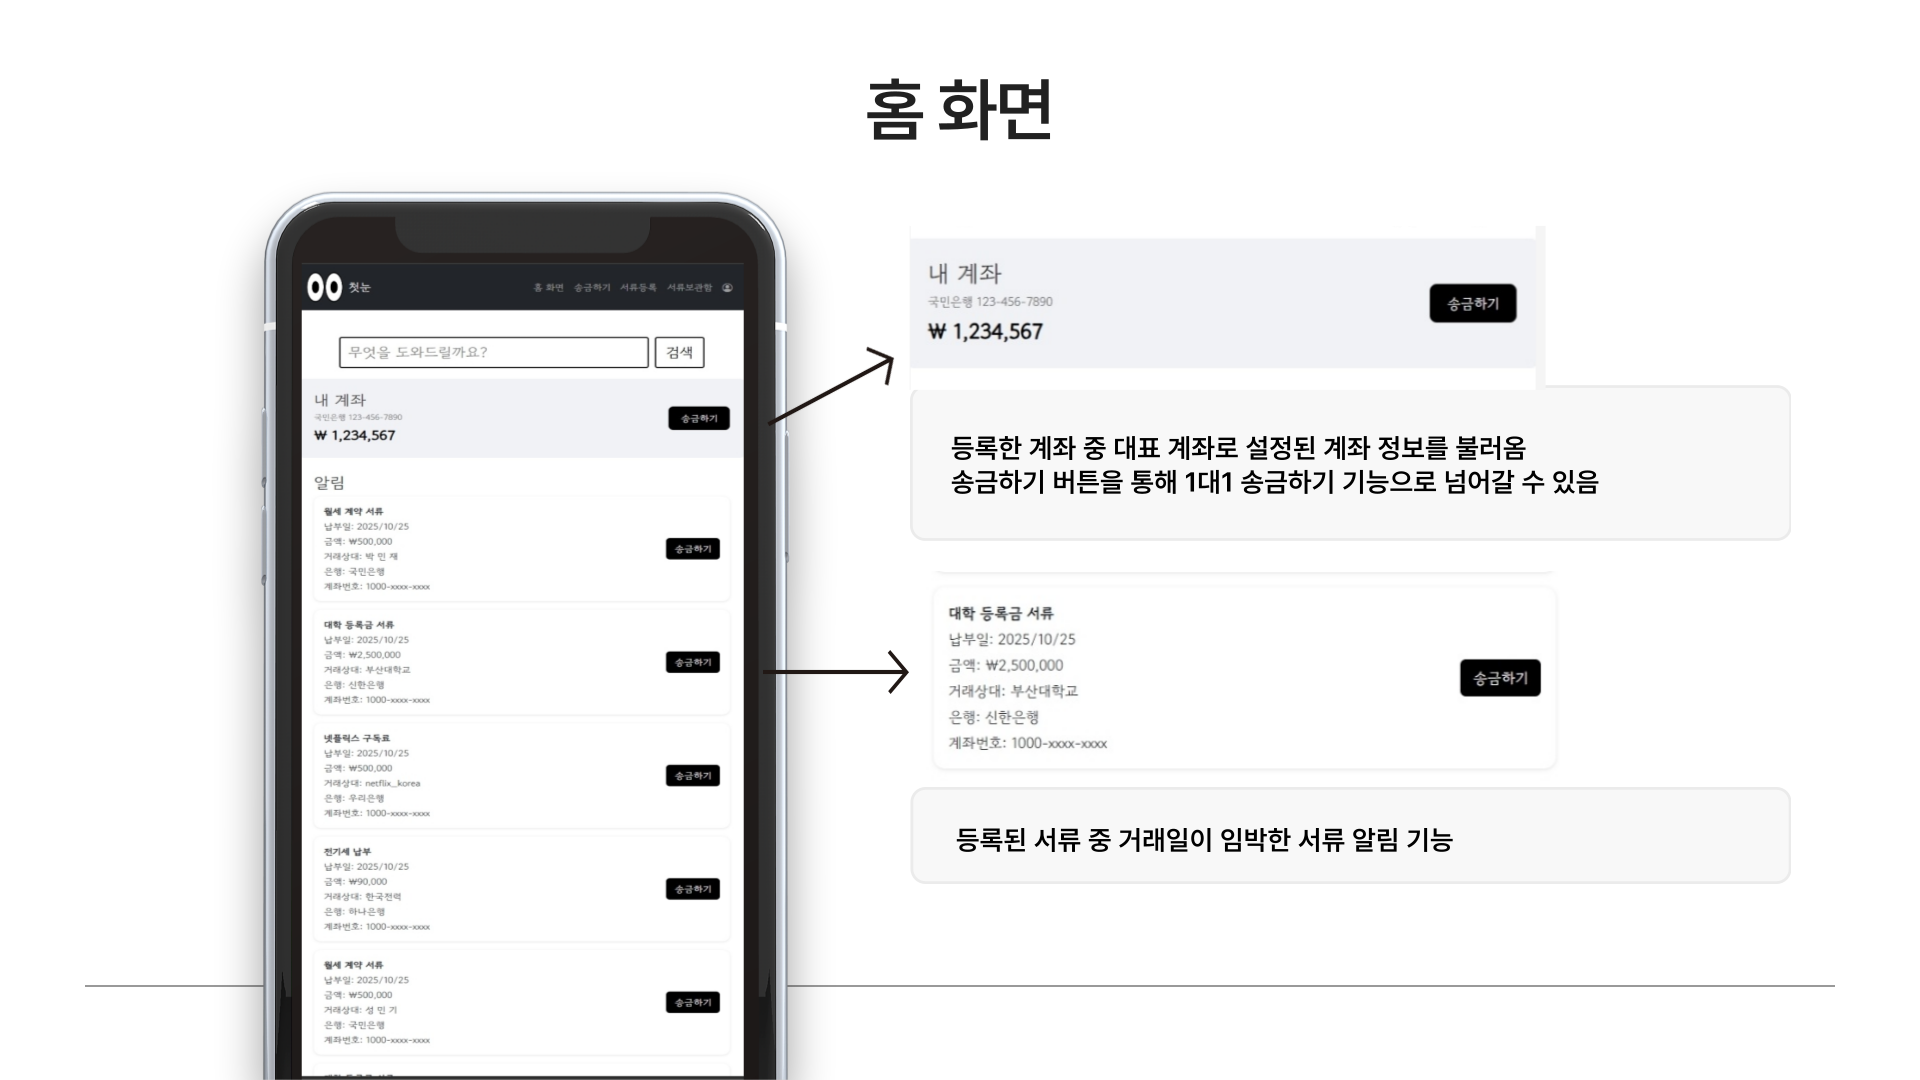 홈 화면
첫눈
홈 화면 송금하기 서류등록 서류보관함
무엇을 도와드릴까요? 검색
내 계좌
국민은행 123-456-7890
₩ 1,234,567
송금하기
알림
월세 계약 서류
납부일: 2025/10/25
금액: ₩500,000
거래상대: 박 민 재
은행: 국민은행
계좌번호: 1000-xxxx-xxxx
송금하기
대학 등록금 서류
납부일: 2025/10/25
금액: ₩2,500,000
거래상대: 부산대학교
은행: 신한은행
계좌번호: 1000-xxxx-xxxx
송금하기
넷플릭스 구독료
납부일: 2025/10/25
금액: ₩500,000
거래상대: netflix_korea
은행: 우리은행
계좌번호: 1000-xxxx-xxxx
송금하기
전기세 납부
납부일: 2025/10/25
금액: ₩90,000
거래상대: 한국전력
은행: 하나은행
계좌번호: 1000-xxxx-xxxx
송금하기
월세 계약 서류
납부일: 2025/10/25
금액: ₩500,000
거래상대: 성 민 기
은행: 국민은행
계좌번호: 1000-xxxx-xxxx
송금하기
내 계좌
국민은행 123-456-7890
₩ 1,234,567
송금하기
등록한 계좌 중 대표 계좌로 설정된 계좌 정보를 불러옴
송금하기 버튼을 통해 1대1 송금하기 기능으로 넘어갈 수 있음
대학 등록금 서류
납부일: 2025/10/25
금액: ₩2,500,000
거래상대: 부산대학교
은행: 신한은행
계좌번호: 1000-xxxx-xxxx
송금하기
등록된 서류 중 거래일이 임박한 서류 알림 기능